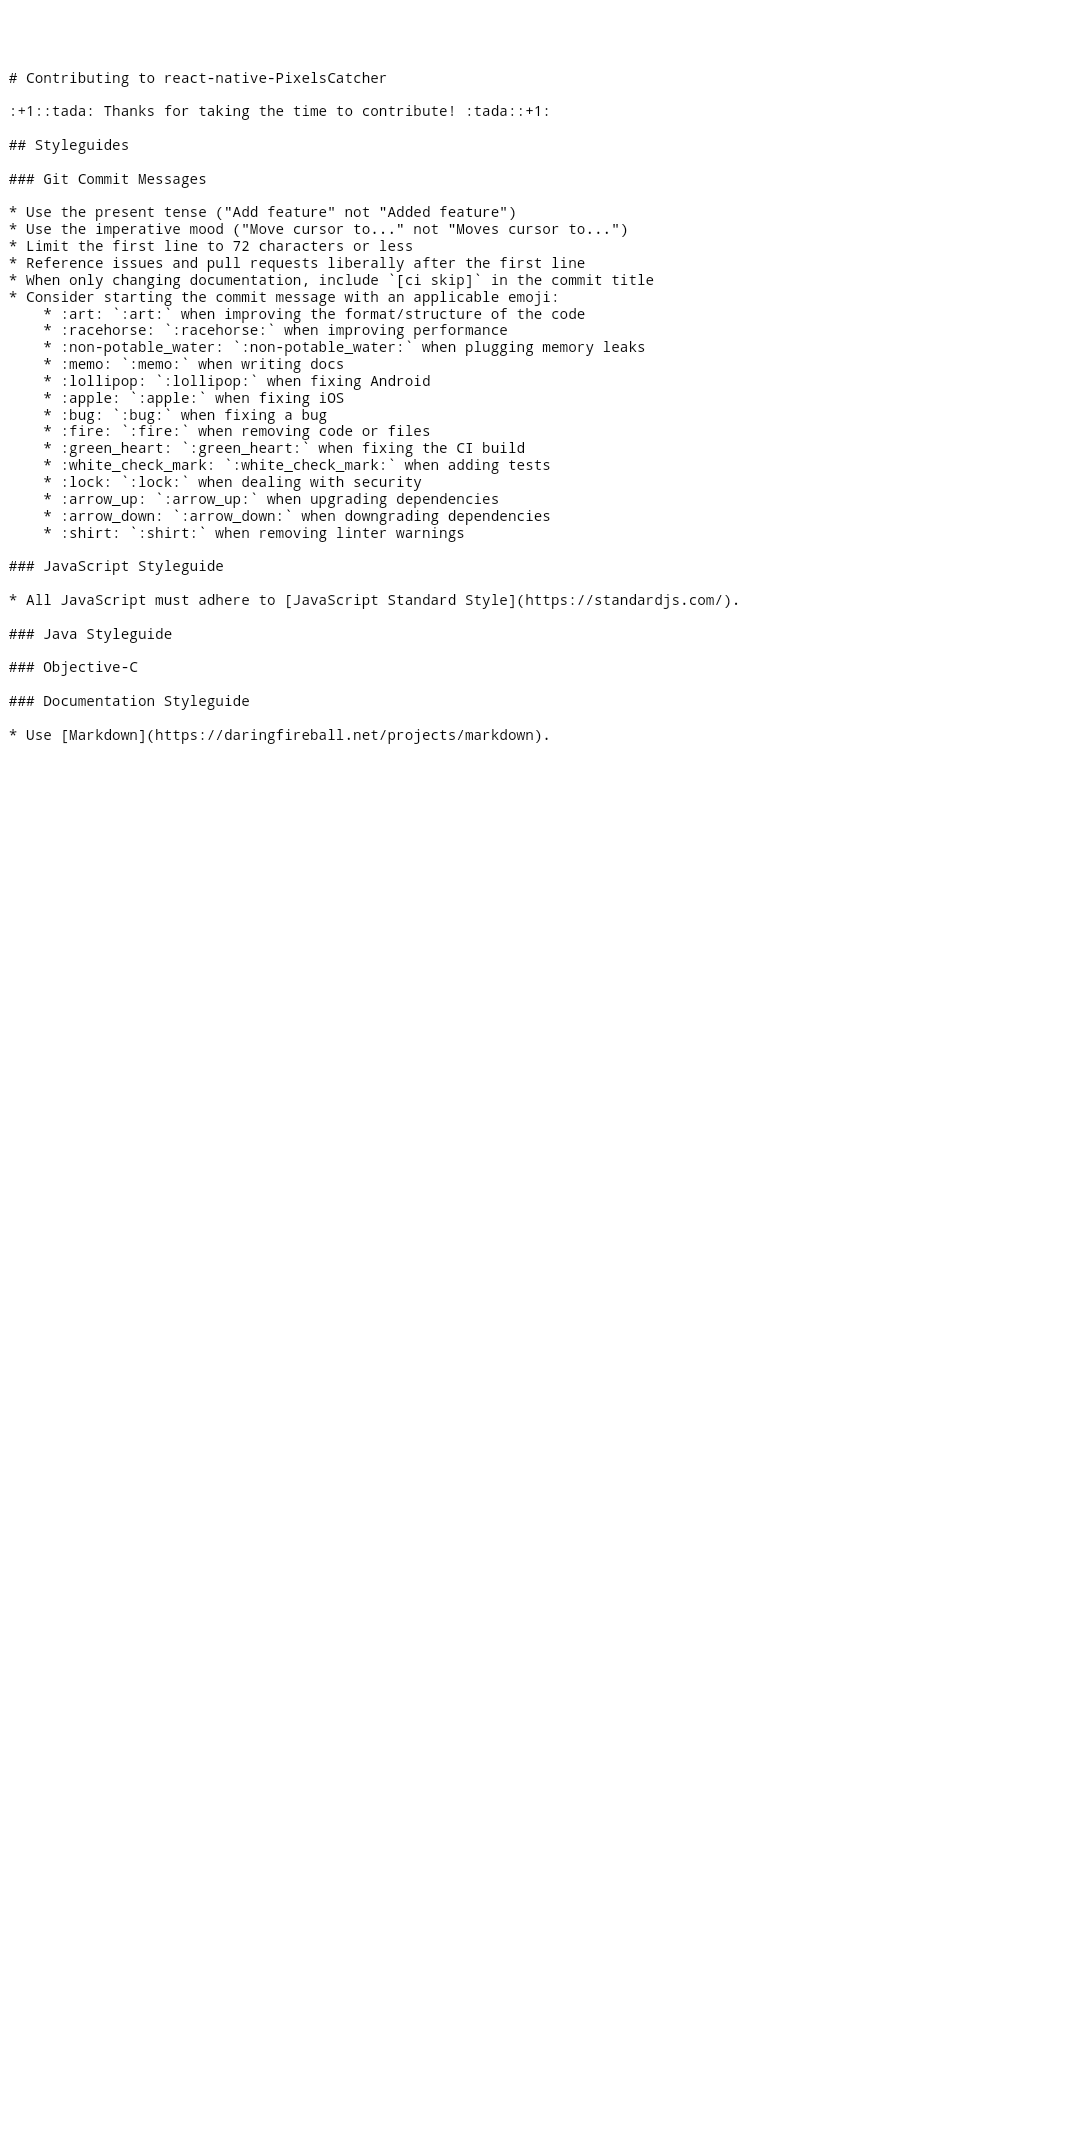 # Contributing to react-native-PixelsCatcher

:+1::tada: Thanks for taking the time to contribute! :tada::+1:

## Styleguides

### Git Commit Messages

* Use the present tense ("Add feature" not "Added feature")
* Use the imperative mood ("Move cursor to..." not "Moves cursor to...")
* Limit the first line to 72 characters or less
* Reference issues and pull requests liberally after the first line
* When only changing documentation, include `[ci skip]` in the commit title
* Consider starting the commit message with an applicable emoji:
    * :art: `:art:` when improving the format/structure of the code
    * :racehorse: `:racehorse:` when improving performance
    * :non-potable_water: `:non-potable_water:` when plugging memory leaks
    * :memo: `:memo:` when writing docs
    * :lollipop: `:lollipop:` when fixing Android
    * :apple: `:apple:` when fixing iOS
    * :bug: `:bug:` when fixing a bug
    * :fire: `:fire:` when removing code or files
    * :green_heart: `:green_heart:` when fixing the CI build
    * :white_check_mark: `:white_check_mark:` when adding tests
    * :lock: `:lock:` when dealing with security
    * :arrow_up: `:arrow_up:` when upgrading dependencies
    * :arrow_down: `:arrow_down:` when downgrading dependencies
    * :shirt: `:shirt:` when removing linter warnings

### JavaScript Styleguide

* All JavaScript must adhere to [JavaScript Standard Style](https://standardjs.com/).

### Java Styleguide

### Objective-C

### Documentation Styleguide

* Use [Markdown](https://daringfireball.net/projects/markdown).